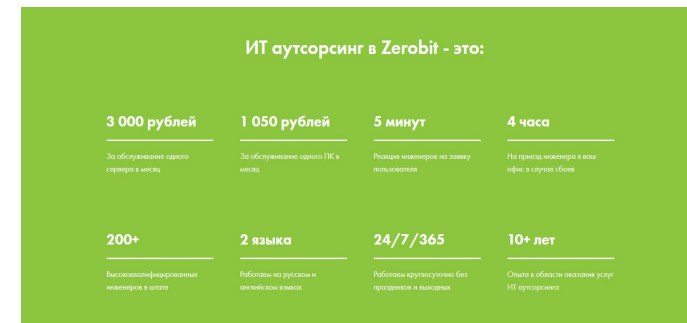 ИТ аутсорсинг в Zerobit - это:
3 000 рублей
За обслуживание одного
сервера в месяц
1 050 рублей
За обслуживание одного ПК в
месяц
5 минут
Реакция инженеров на заявку
пользователя
4 часа
На приезд инженера в ваш
офис в случае сбоев
200+
Высококвалифицированных
инженеров в штате
2 языка
Работаем на русском и
английском языках
24/7/365
Работаем круглосуточно без
праздников и выходных
10+ лет
Опыта в области оказания услуг
ИТ аутсорсинга